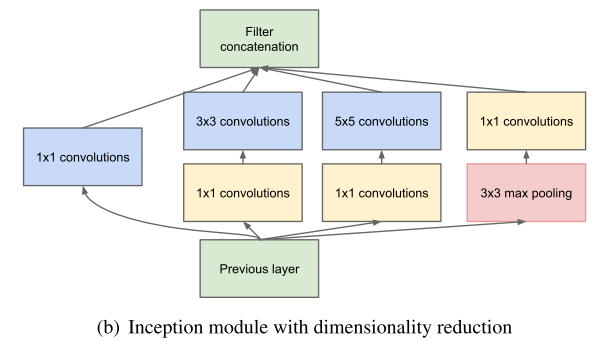 Filter
concatenation
3x3 convolutions
5x5 convolutions
1x1 convolutions
1x1 convolutions
1x1 convolutions
1x1 convolutions
3x3 max pooling
Previous layer
(b) Inception module with dimensionality reduction